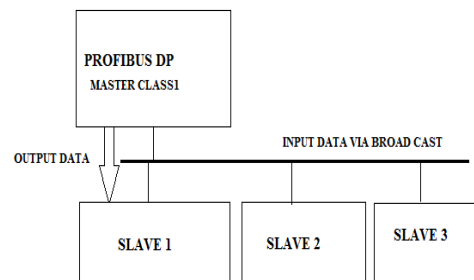 PROFIBUS DP
MASTER CLASS1
INPUT DATA VIA BROAD CAST
OUTPUT DATA
SLAVE 1
SLAVE 2
SLAVE 3